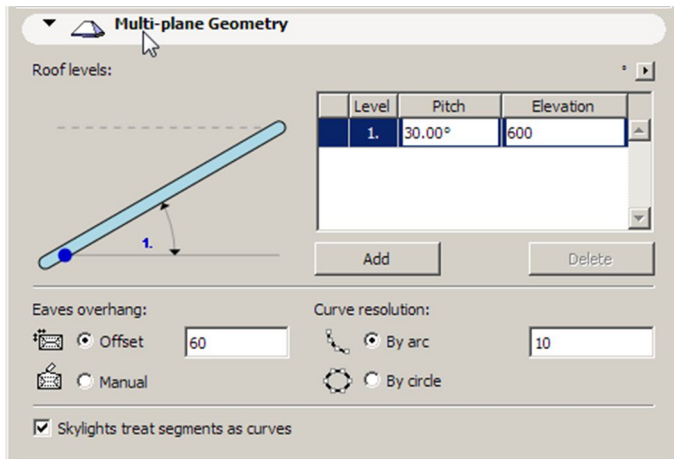 Multi-plane Geometry
Roof levels:
°
Level Pitch Elevation
1. 30.00° 600
1.
Add Delete
Eaves overhang: Curve resolution:
Offset 60 By arc 10
Manual By circle
Skylights treat segments as curves